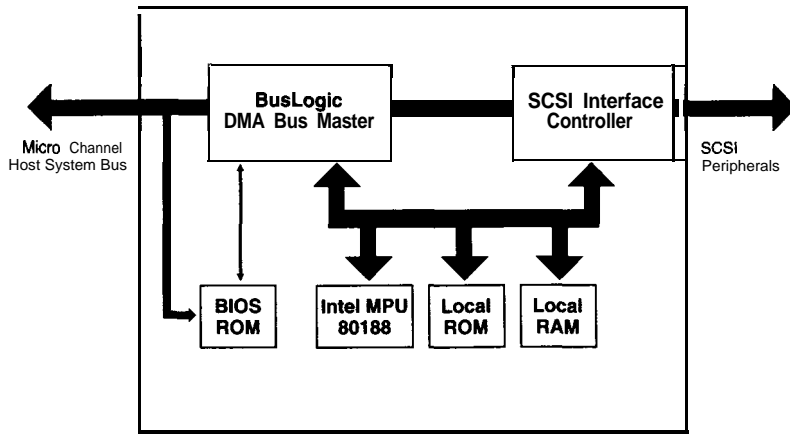 BusLogic
DMA Bus Master
SCSI Interface
Controller
Micro Channel
Host System Bus
SCSI
Peripherals
BIOS
ROM
Intel MPU
80188
Local
ROM
Local
RAM